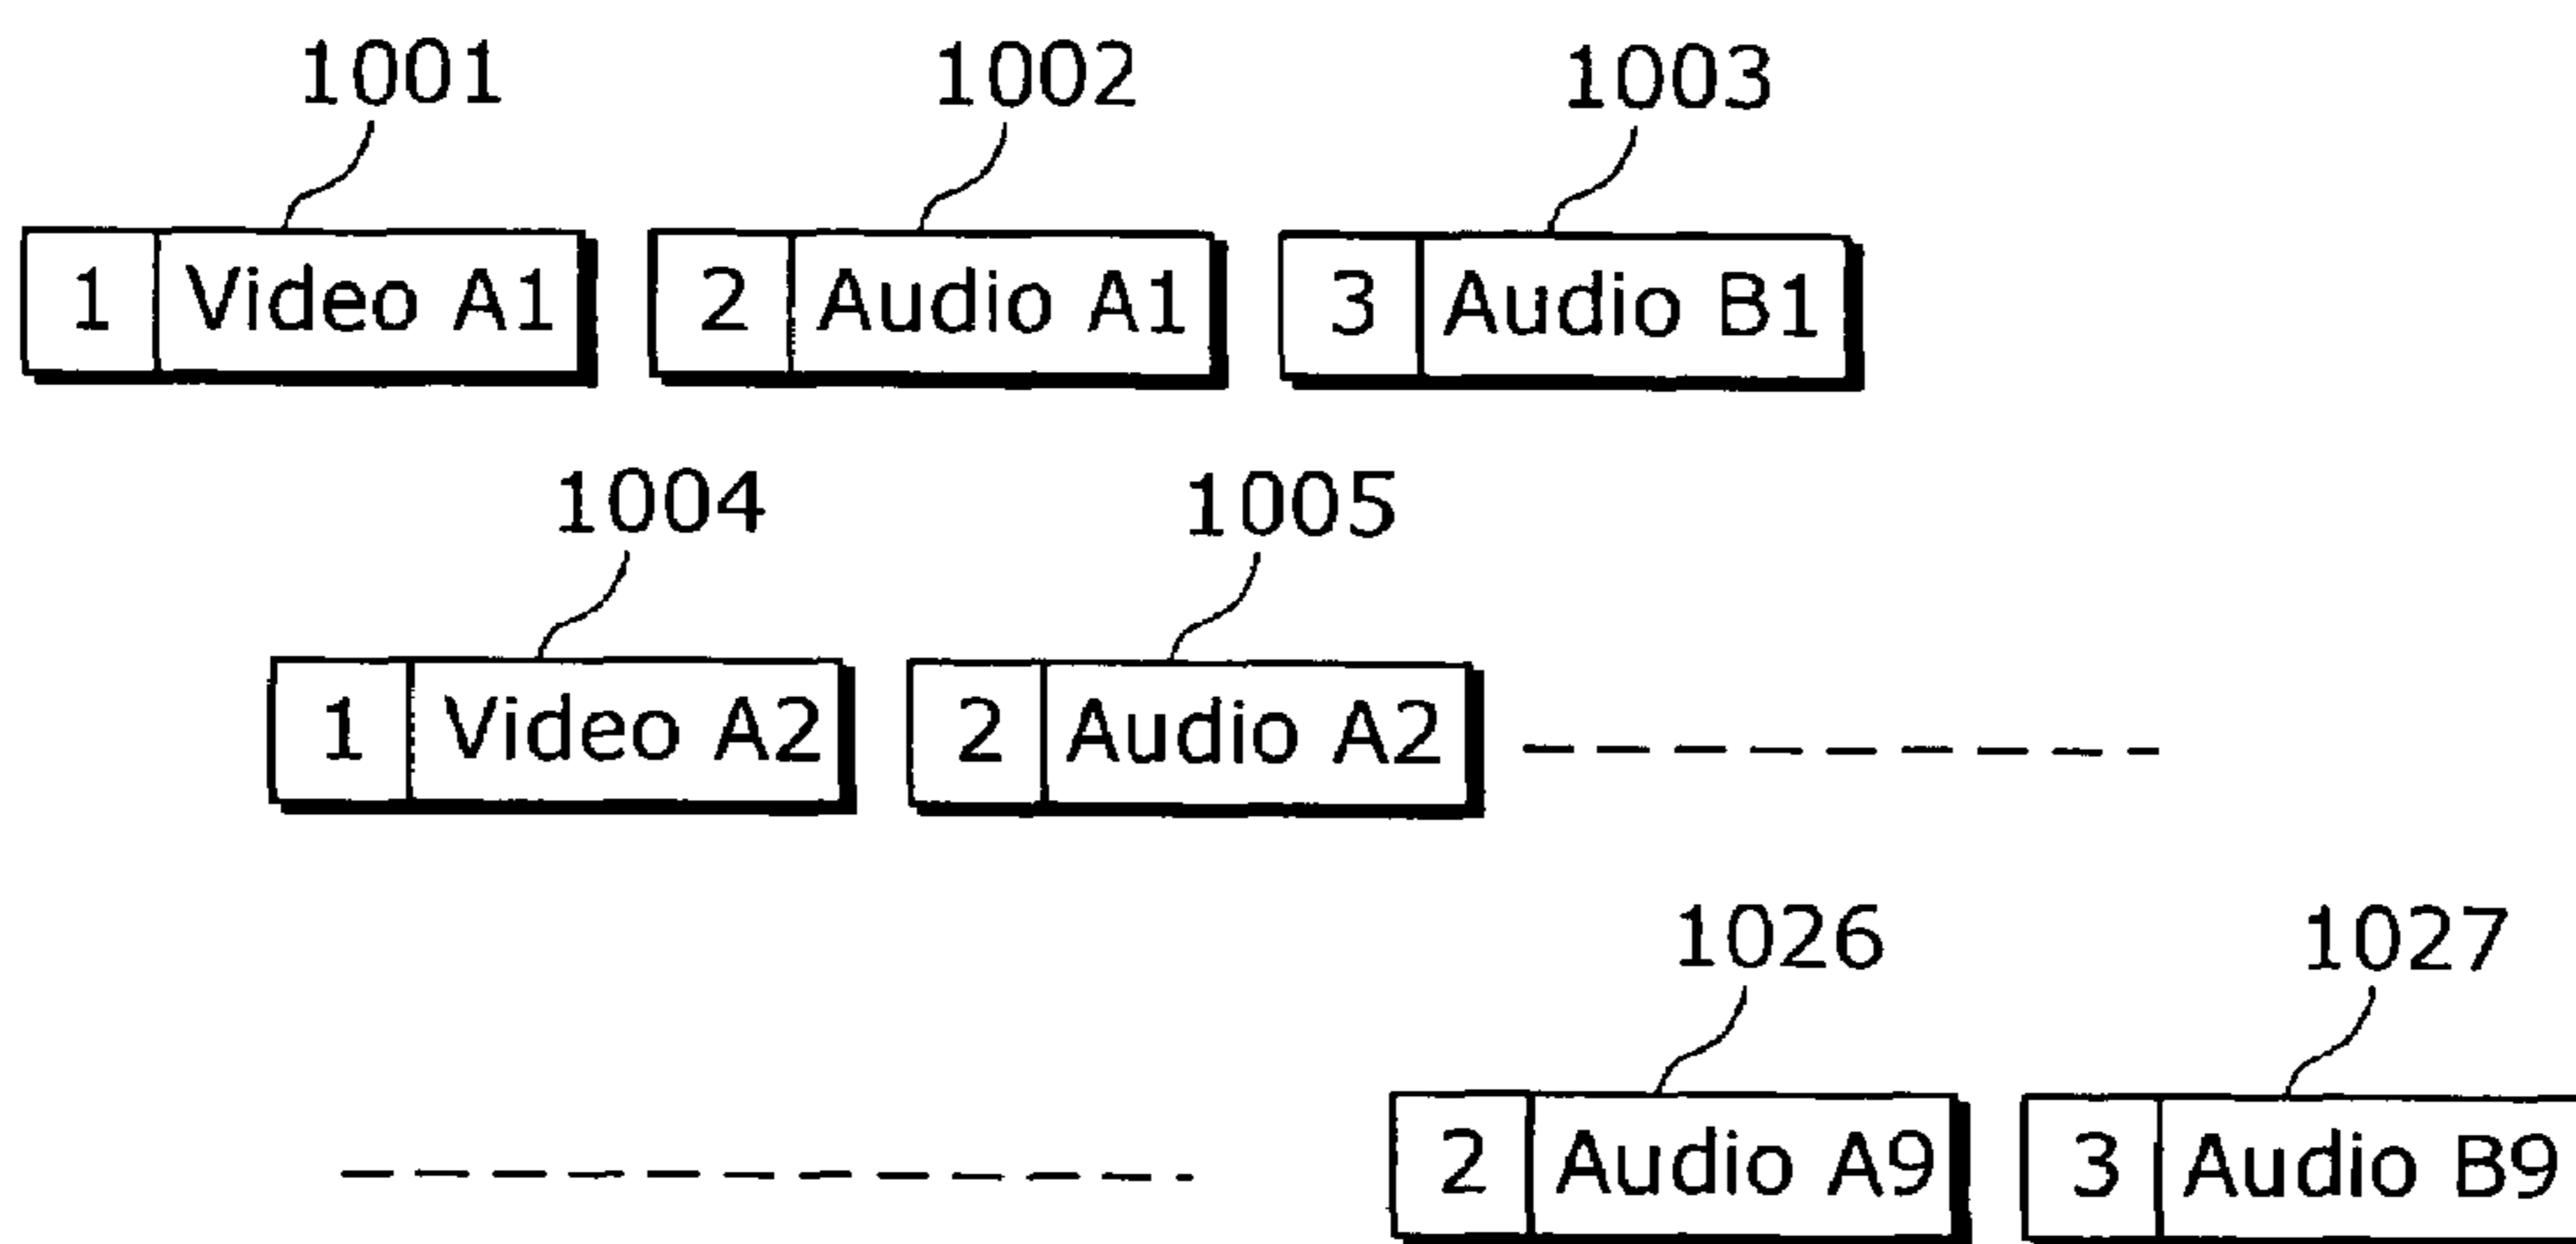 1001 1002 1003
1 Video A1 2 Audio A1 3 Audio B1
1004 1005
1 Video A2 2 Audio A2
1026 1027
2 Audio A9 3 Audio B9